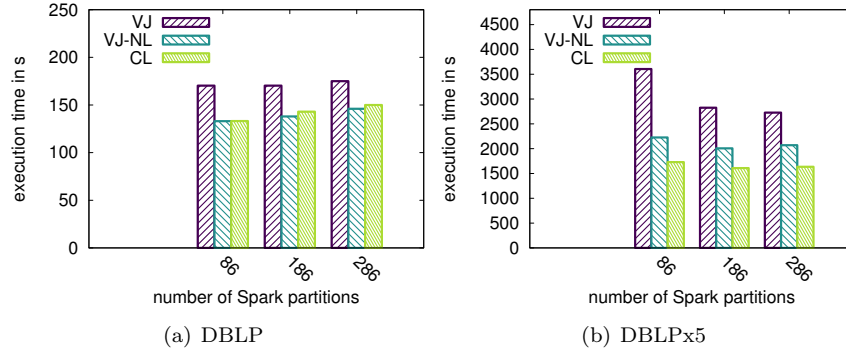 VJ
VJ-NL
CL
execution time in s
250
200
150
100
50
0
86
186
286
number of Spark partitions
(a) DBLP
VJ
VJ-NL
CL
execution time in s
4500
4000
3500
3000
2500
2000
1500
1000
500
0
86
186
286
number of Spark partitions
(b) DBLPx5